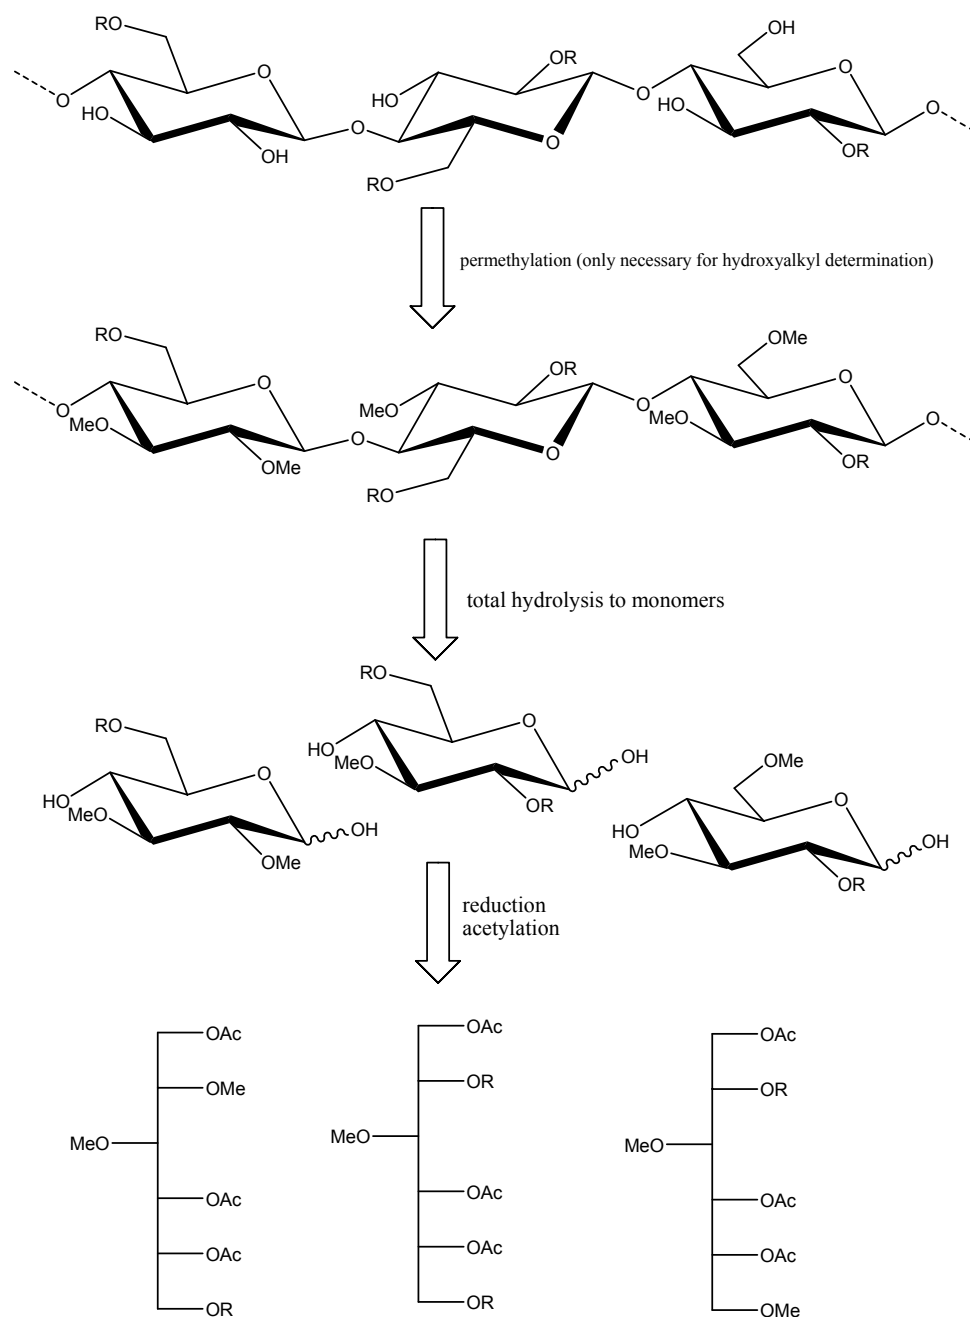 RO
OH
O
OR
O
HO
O
O
O
HO
HO
O
O
OR
OH
RO
permethylation (only necessary for hydroxyalkyl determination)
RO
OMe
O
OR
O
MeO
O
O
O
MeO
MeO
O
O
OR
OMe
RO
total hydrolysis to monomers
RO
RO
O
O
OMe
HO
OH
MeO
O
HO
OR
MeO
OH
HO
OH
OMe
MeO
OR
reduction
acetylation
OAc
OMe
MeO
OAc
OAc
OR
OAc
OR
MeO
OAc
OAc
OR
OAc
OR
MeO
OAc
OAc
OMe